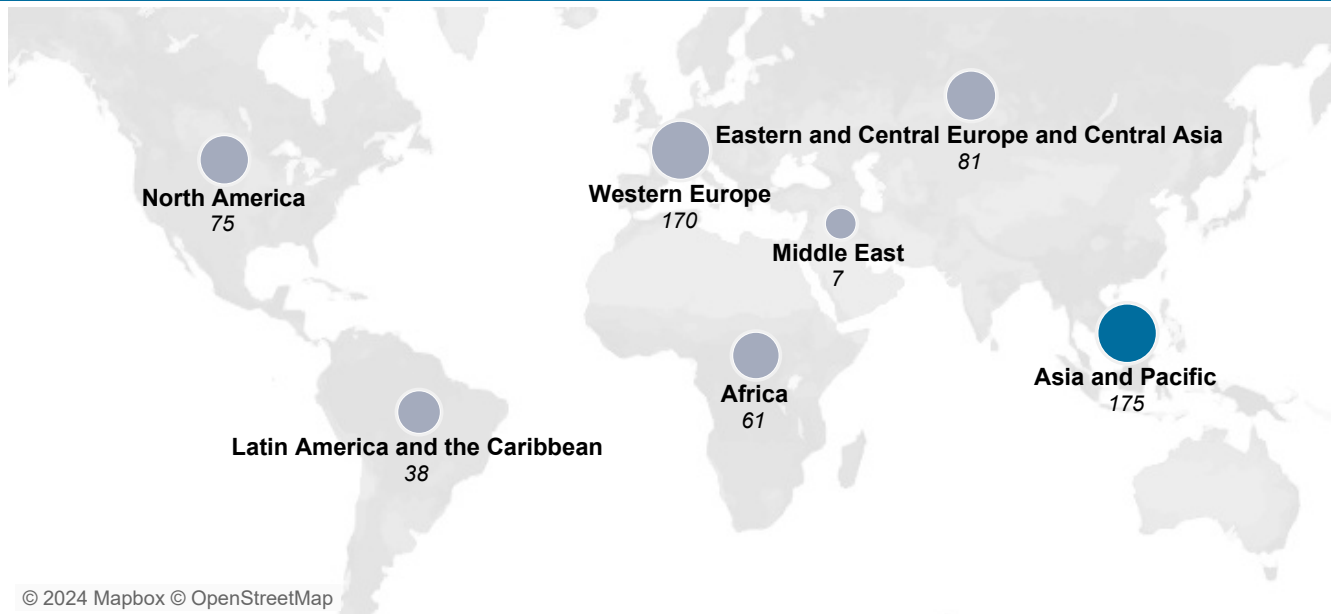 Eastern and Central Europe and Central Asia
81
North America
75
Western Europe
170
Middle East
7
Asia and Pacific
175
Africa
61
Latin America and the Caribbean
38
© 2024 Mapbox © OpenStreetMap